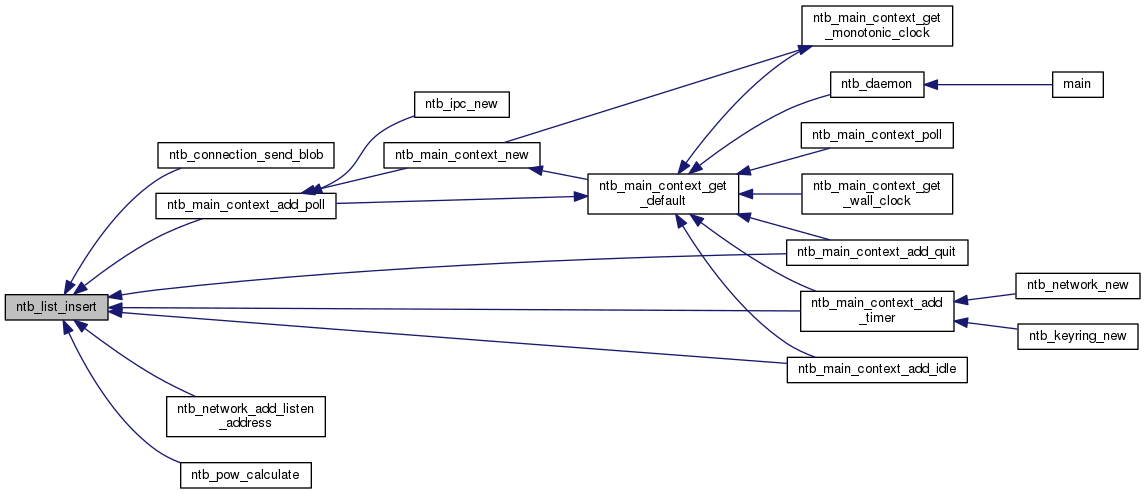 ntb_main_context_get
_monotonic_clock
ntb_daemon
main
ntb_ipc_new
ntb_main_context_poll
ntb_connection_send_blob
ntb_main_context_new
ntb_main_context_get
_default
ntb_main_context_get
_wall_clock
ntb_main_context_add_poll
ntb_main_context_add_quit
ntb_network_new
ntb_list_insert
ntb_main_context_add
_timer
ntb_keyring_new
ntb_main_context_add_idle
ntb_network_add_listen
_address
ntb_pow_calculate